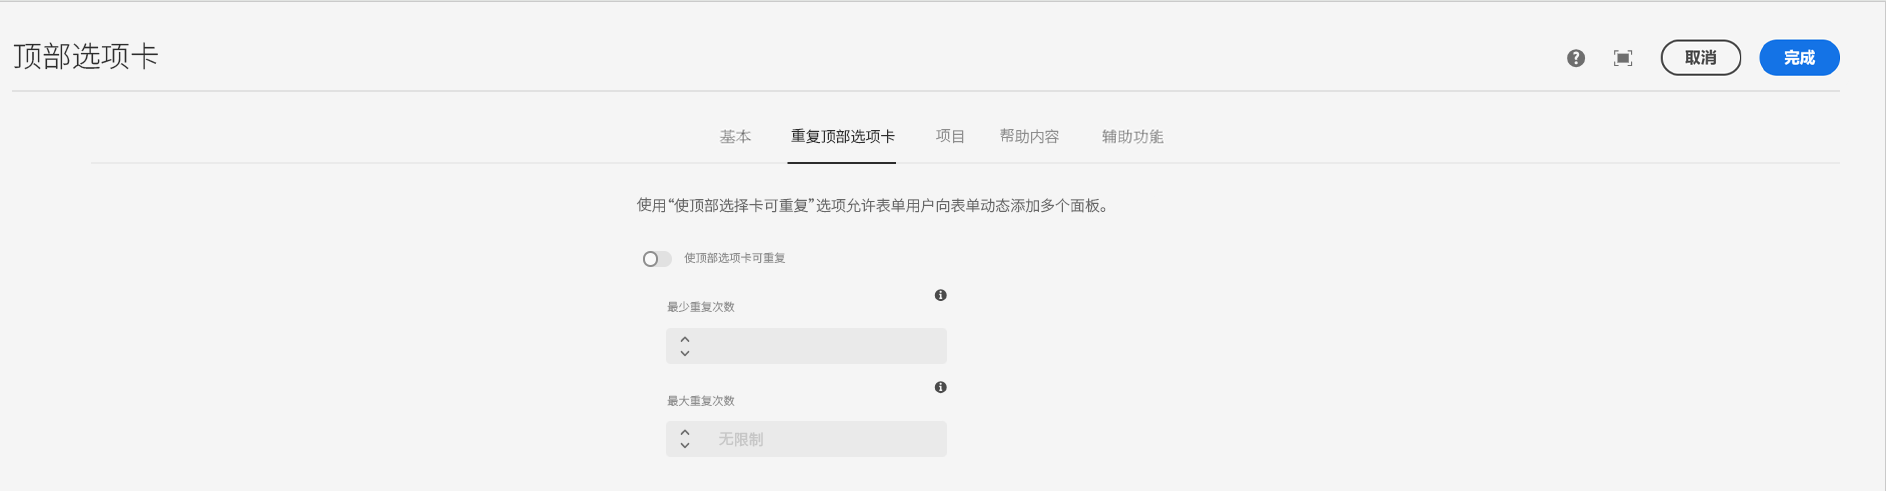 顶部选项卡
取消
完成
基本 重复顶部选项卡 项目 帮助内容 辅助功能
使用“使顶部选择卡可重复”选项允许表单用户向表单动态添加多个面板。
使顶部选项卡可重复
最少重复次数
最大重复次数
无限制